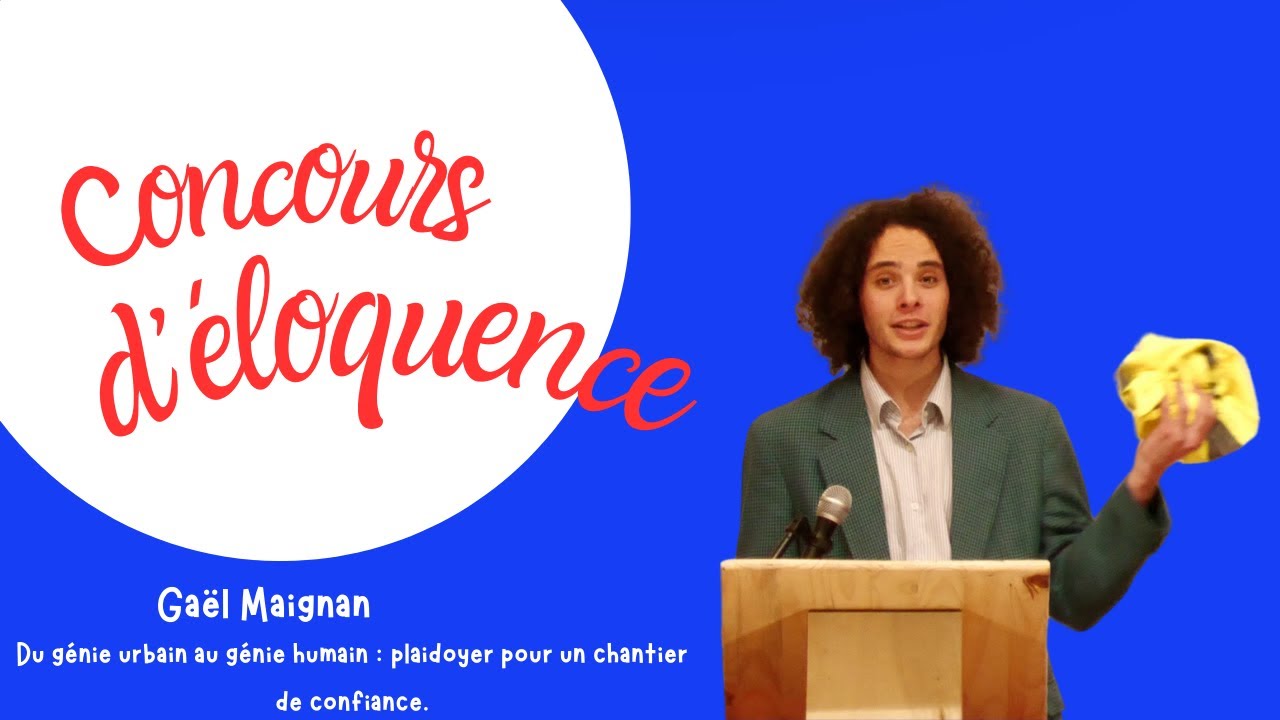 Concours
d'éloquence
Gaël Maignan
Du génie urbain au génie humain : plaidoyer pour un chantier
de confiance.